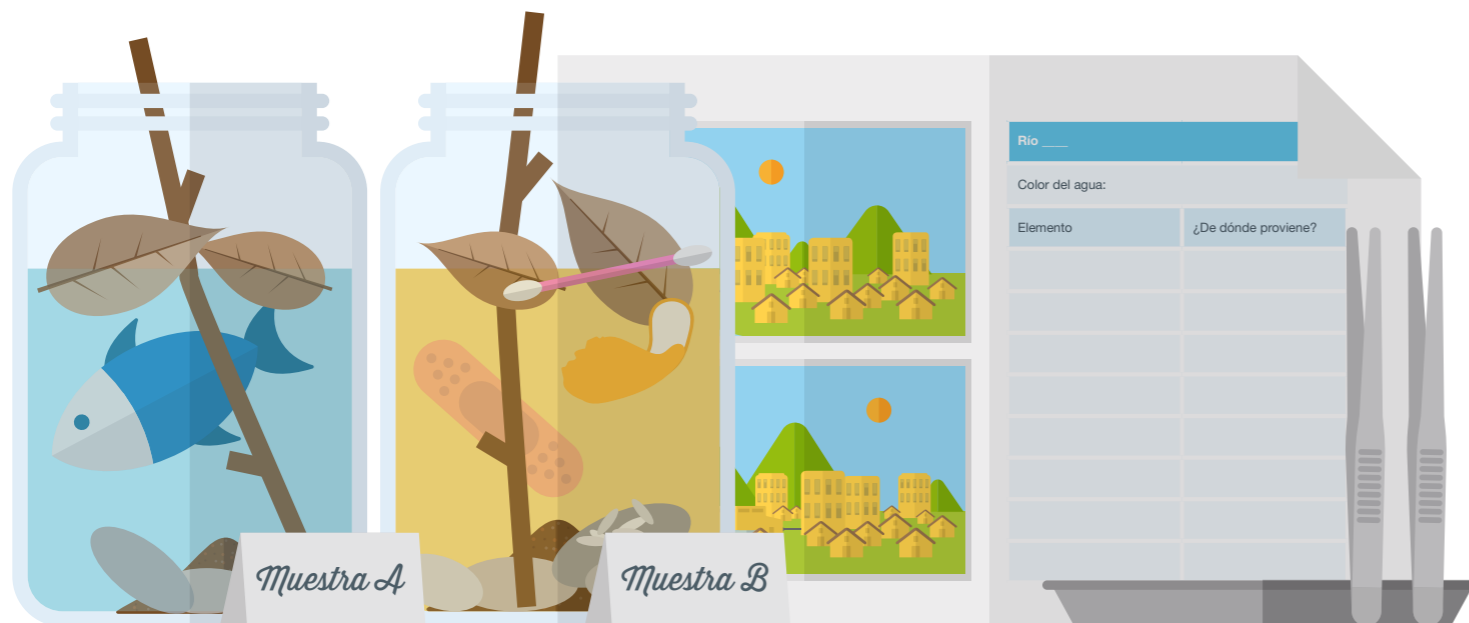 Río ____
Color del agua:
Elemento
¿De dónde proviene?
Muestra A
Muestra B